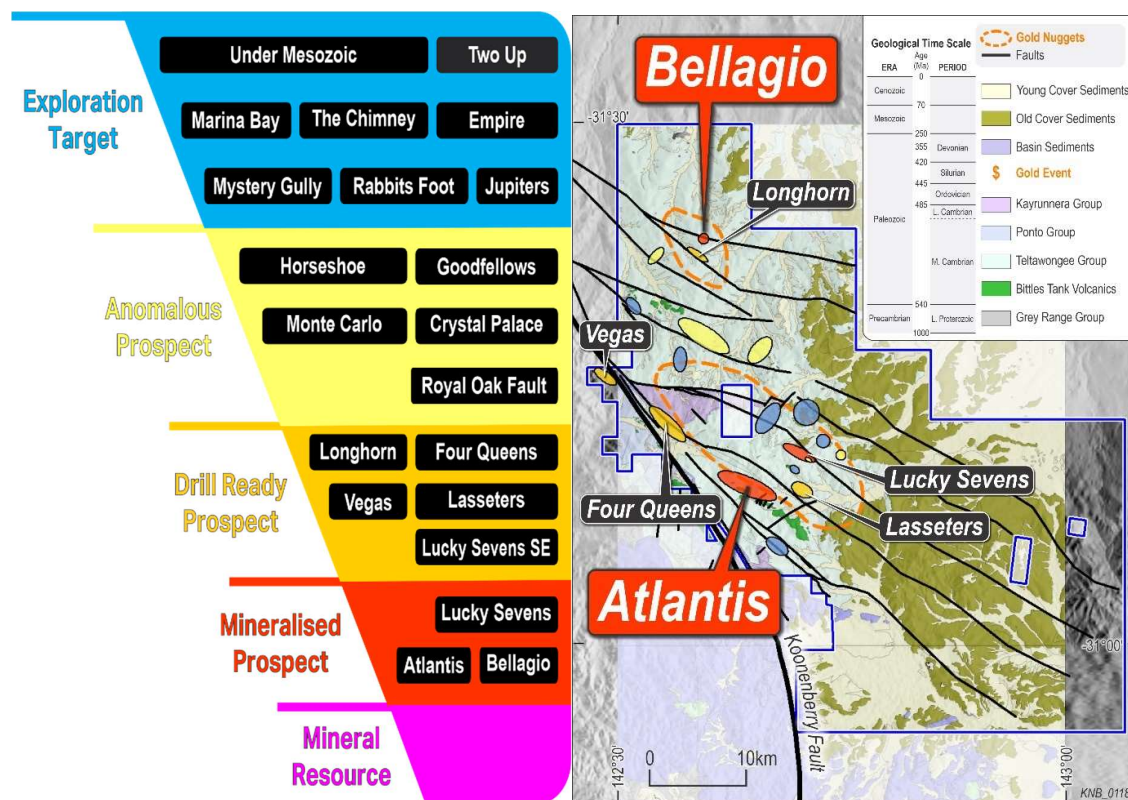 Exploration
Target
Under Mesozoic
Two Up
Marina Bay
The Chimney
Empire
Mystery Gully
Rabbits Foot
Jupiters
Anomalous
Prospect
Horseshoe
Goodfellows
Monte Carlo
Crystal Palace
Royal Oak Fault
Drill Ready
Prospect
Longhorn
Four Queens
Vegas
Lasseters
Lucky Sevens SE
Mineralised
Prospect
Lucky Sevens
Atlantis
Bellagio
Mineral
Resource
-31°30'
Bellagio
Longhorn
Vegas
Four Queens
Lucky Sevens
Lasseters
Atlantis
Koonenberry Fault
-31°00'
0
10km
142°30'
143°00'
KNB_0118
Geological Time Scale
ERA
Age
(Ma)
PERIOD
0
Cenozoic
70
Mesozoic
250
355
Devonian
420
Silurian
445
Ordovician
485
L. Cambrian
Paleozoic
M. Cambrian
540
Precambrian
L. Proterozoic
1000
Gold Nuggets
Faults
Young Cover Sediments
Old Cover Sediments
Basin Sediments
$ Gold Event
Kayrunnera Group
Ponto Group
Teltawongee Group
Bittles Tank Volcanics
Grey Range Group